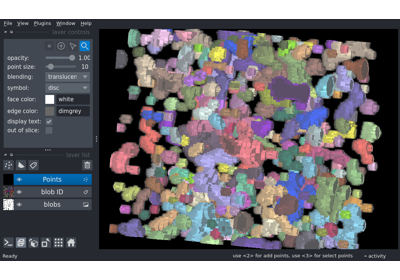 File View Plugins Window Help
layer controls
opacity: 1.00
point size: 10
blending: translucen
symbol: disc
face color: white
edge color: dimgrey
display text:
out of slice:
layer list
Points
blob ID
blobs
Ready
use <2> for add points, use <3> for select points
activity